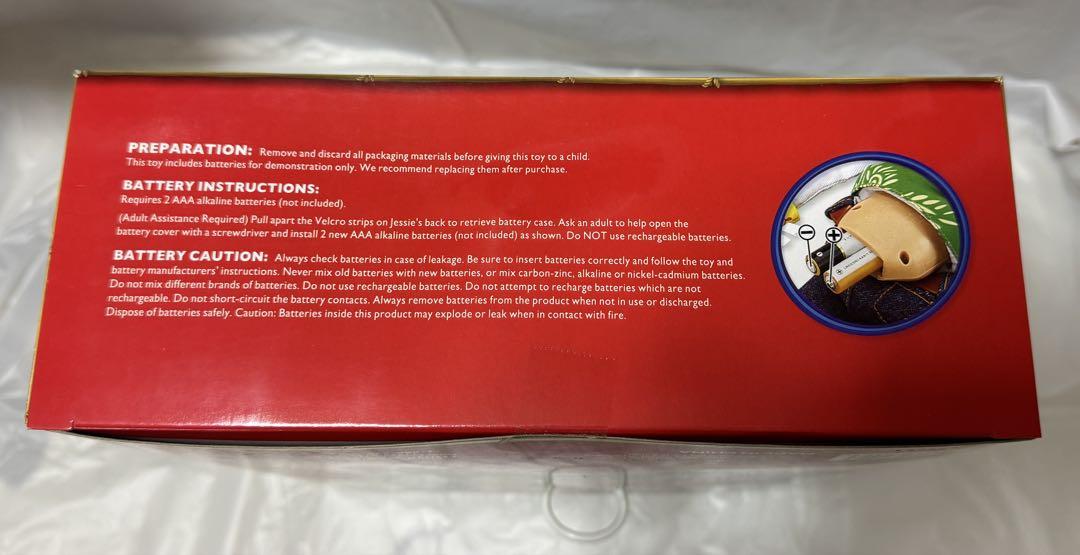 PREPARATION: Remove and discard all packaging materials before giving this toy to a child.
This toy includes batteries for demonstration only. We recommend replacing them after purchase.
BATTERY INSTRUCTIONS:
Requires 2 AAA alkaline batteries (not included).
(Adult Assistance Required) Pull apart the Velcro strips on Jessie's back to retrieve battery case. Ask an adult to help open the
battery cover with a screwdriver and install 2 new AAA alkaline batteries (not included) as shown. Do NOT use rechargeable batteries.
BATTERY CAUTION: Always check batteries in case of leakage. Be sure to insert batteries correctly and follow the toy and
battery manufacturers' instructions. Never mix old batteries with new batteries, or mix carbon-zinc, alkaline or nickel-cadmium batteries.
Do not mix different brands of batteries. Do not use rechargeable batteries. Do not attempt to recharge batteries which are not
rechargeable. Do not short-circuit the battery contacts. Always remove batteries from the product when not in use or discharged.
Dispose of batteries safely. Caution: Batteries inside this product may explode or leak when in contact with fire.